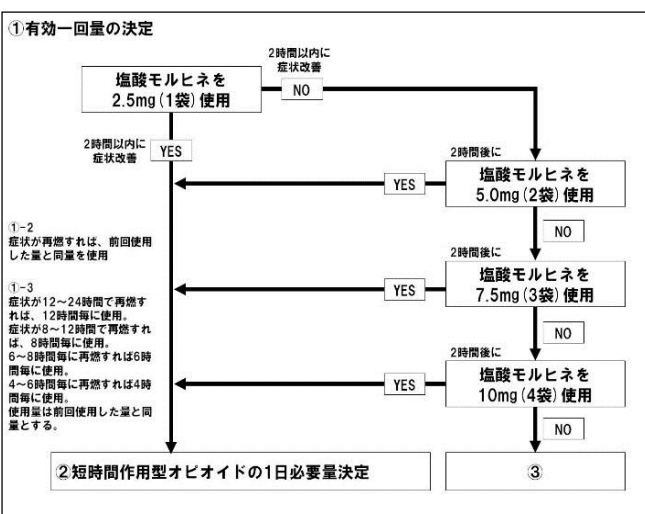 ①有効一回量の決定
2時間以内に
症状改善
塩酸モルヒネを
2.5mg(1袋)使用
NO
2時間以内に
症状改善
YES
2時間後に
塩酸モルヒネを
5.0mg(2袋)使用
YES
NO
①-2
症状が再燃すれば、前回使用
した量と同量を使用
2時間後に
塩酸モルヒネを
7.5mg(3袋)使用
YES
NO
①-3
症状が12～24時間で再燃す
れば、12時間毎に使用。
症状が8～12時間で再燃すれ
ば、8時間毎に使用。
6～8時間毎に再燃すれば6時
間毎に使用。
4～6時間毎に再燃すれば4時
間毎に使用。
使用量は前回使用した量と同
量とする。
2時間後に
塩酸モルヒネを
10mg(4袋)使用
YES
NO
②短時間作用型オピオイドの1日必要量決定
③